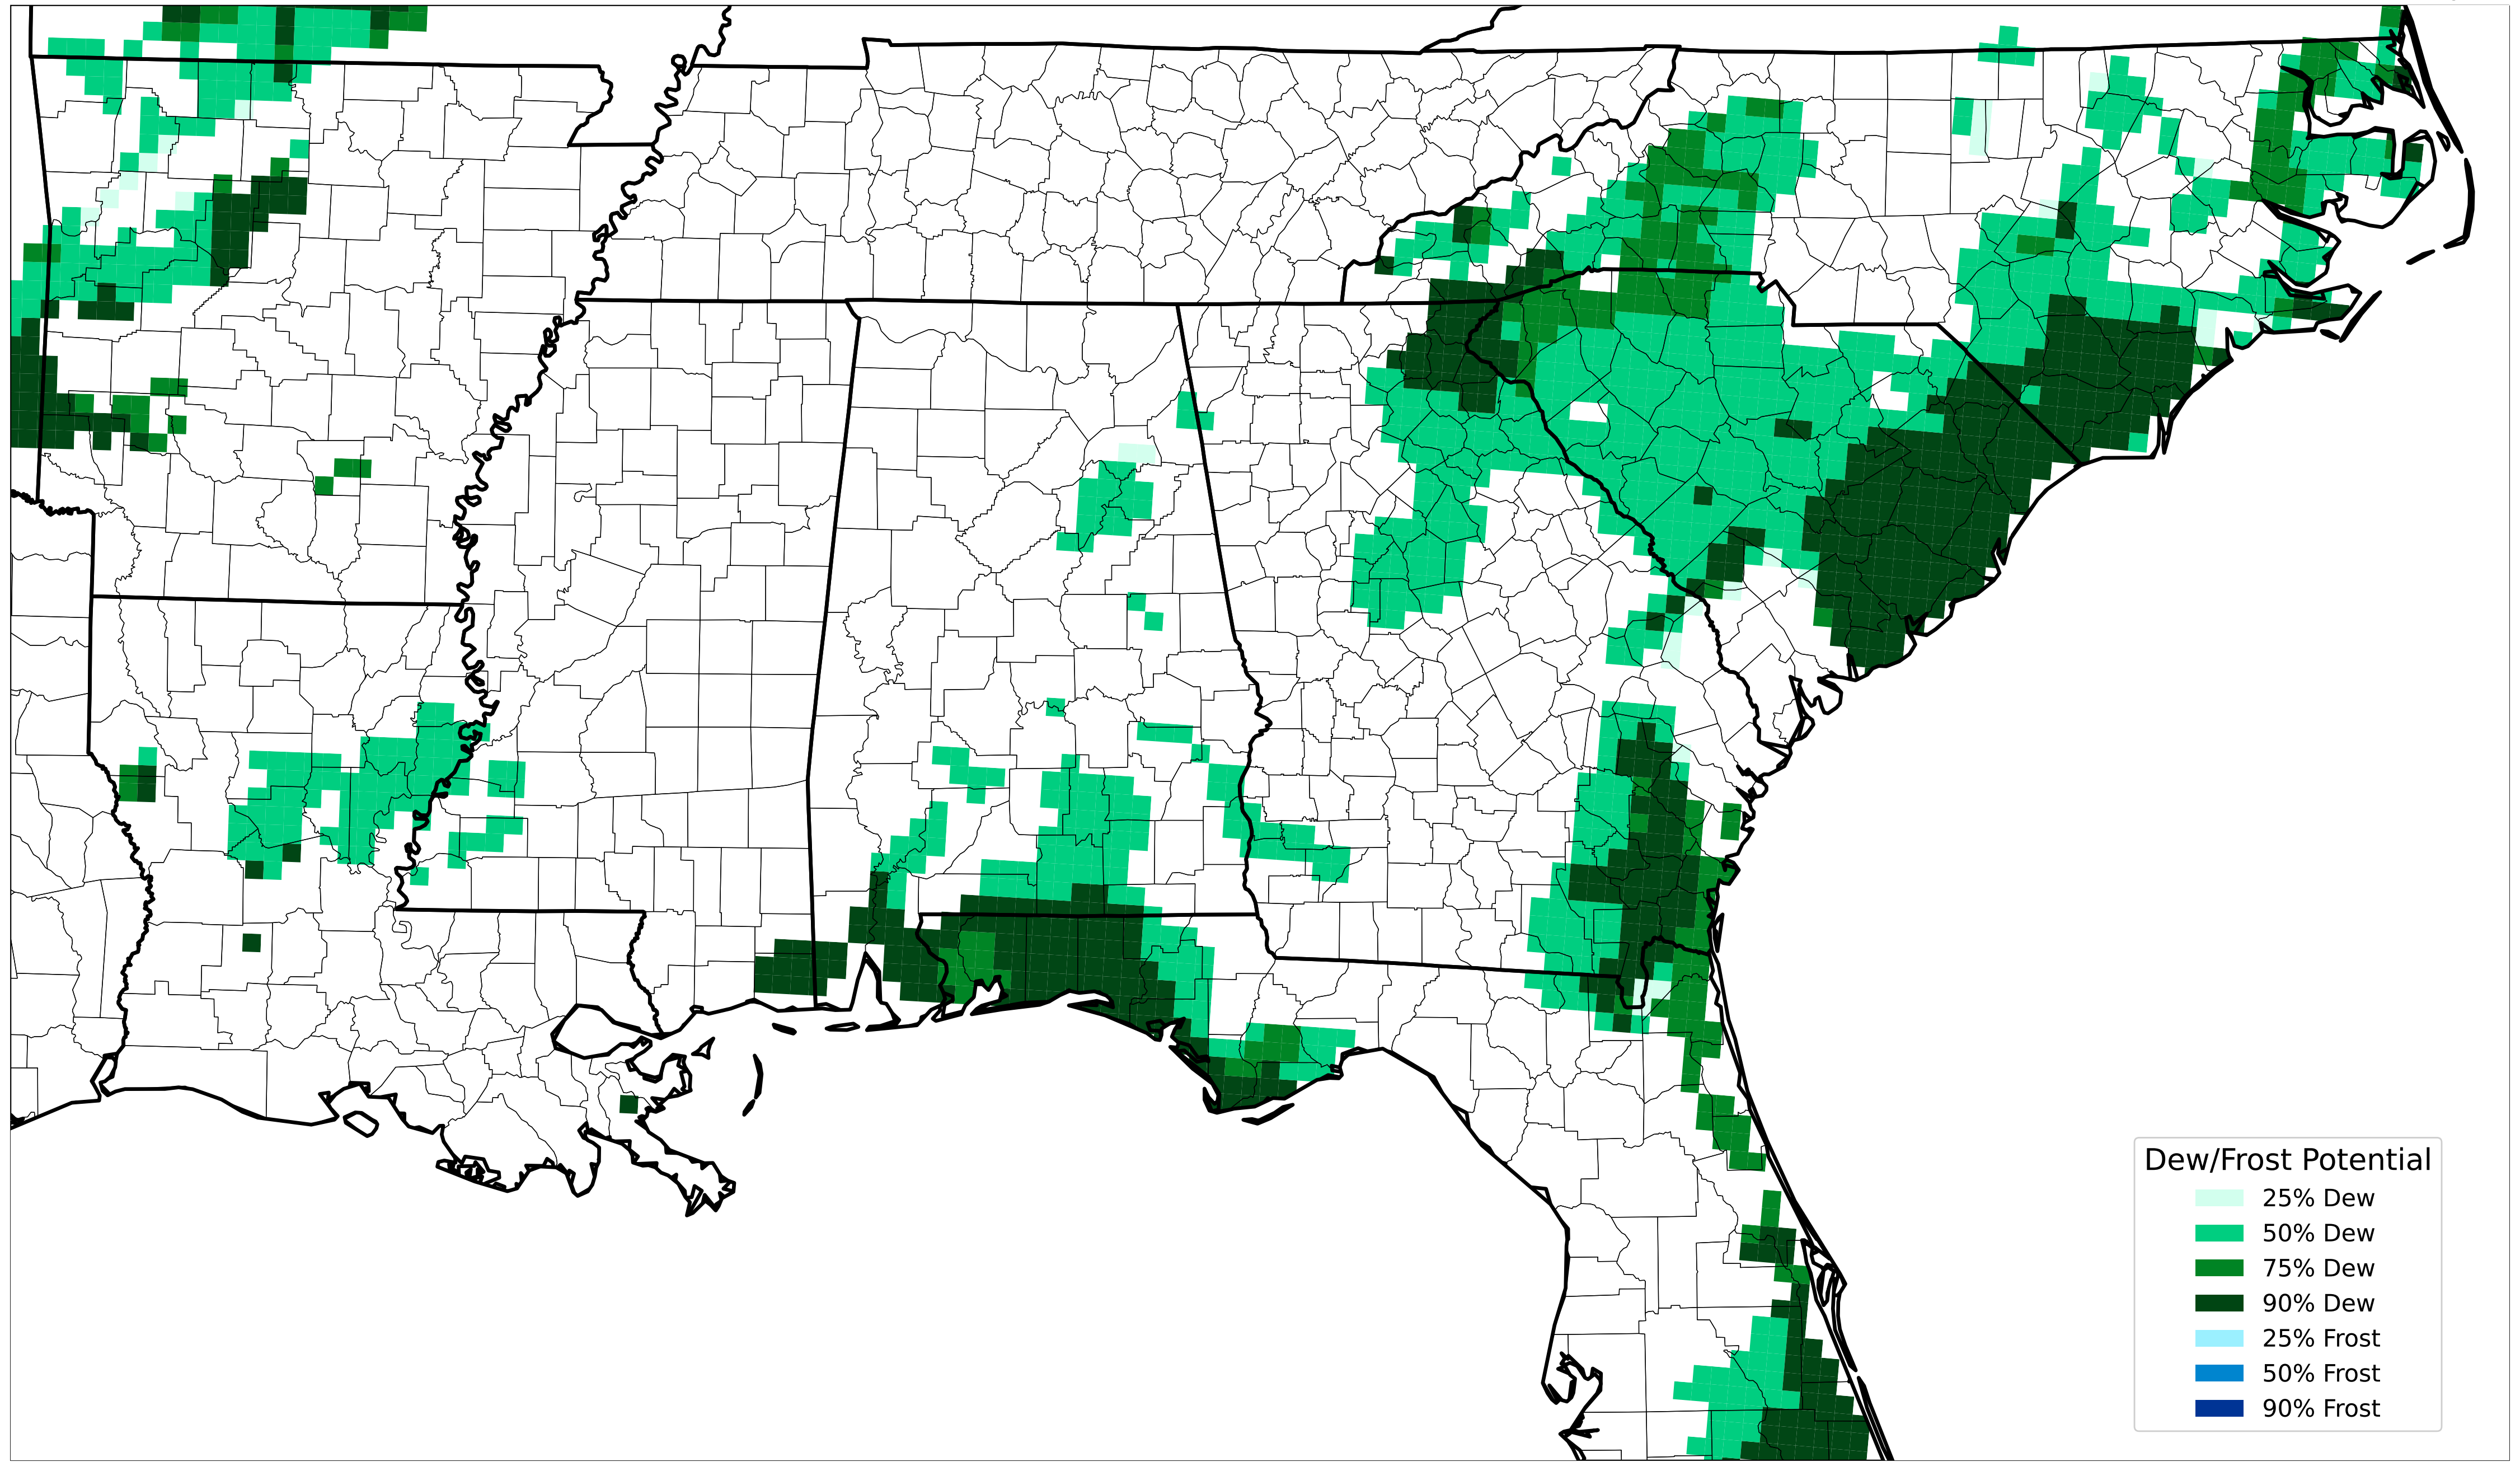 Dew/Frost Potential
25% Dew
50% Dew
75% Dew
90% Dew
25% Frost
50% Frost
90% Frost